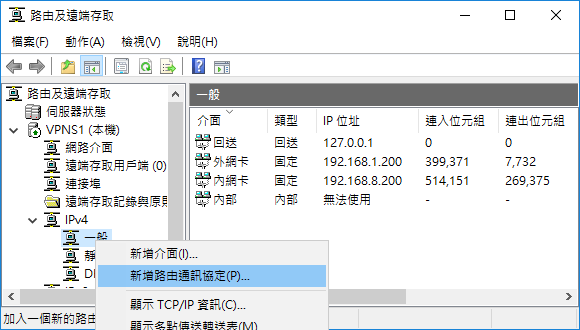 路由及遠端存取
檔案(F) 動作(A) 檢視(V) 說明(H)
路由及遠端存取
伺服器狀態
VPNS1 (本機)
網路介面
遠端存取用戶端 (0)
連接埠
遠端存取記錄與原則
IPv4
一般
靜
DH
一般
介面 類型 IP 位址 連入位元組 連出位元組
回送 回送 127.0.0.1 0 0
外網卡 固定 192.168.1.200 399,371 7,732
內網卡 固定 192.168.8.200 514,151 269,375
內部 內部 無法使用 - -
新增介面(I)...
新增路由通訊協定(P)...
顯示 TCP/IP 資訊(C)...
顯示多點傳送轉送表(M)
加入一個新的路由